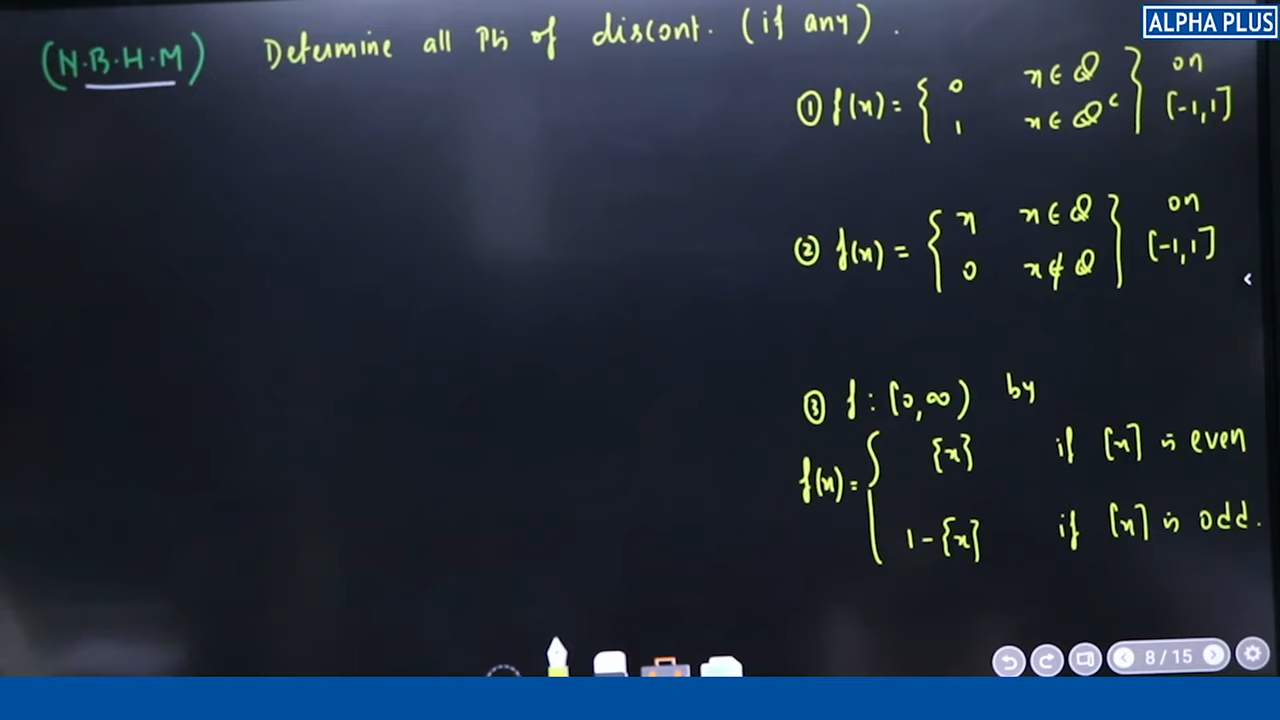 ALPHA PLUS
(N.B.H.M) Determine all Pts of discont. (if any).
① f(x) = { 0 x ∈ Q
1 x ∈ Qᶜ } on [-1,1]
② f(x) = { x x ∈ Q
0 x ∉ Q } on [-1,1]
③ f : [0,∞) by
f(x) = { {x} if [x] is even
1-{x} if [x] is odd.
8 / 15